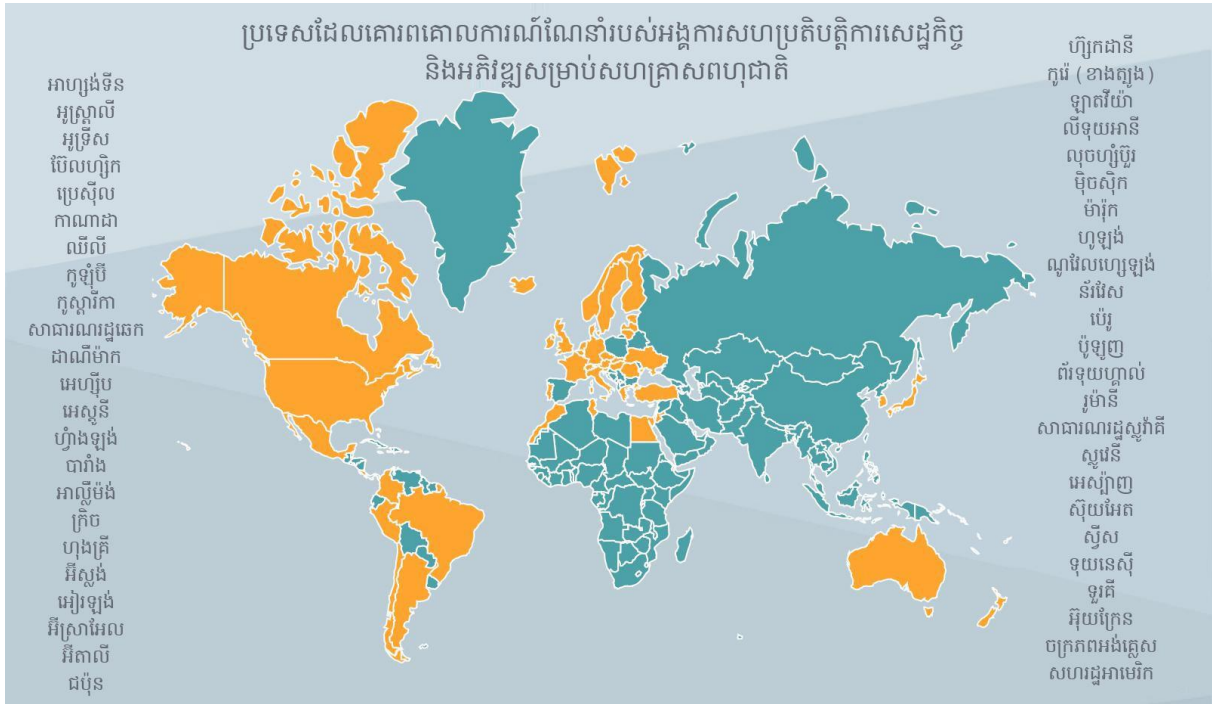 ប្រទេសដែលគោរពគោលការណ៍ណែនាំរបស់អង្គការសហប្រតិបត្តិការសេដ្ឋកិច្ច
និងអភិវឌ្ឍសម្រាប់សហគ្រាសពហុជាតិ
អាហ្សង់ទីន
អូស្ត្រាលី
អូទ្រីស
ប៊ែលហ្ស៊ិក
ប្រេស៊ីល
កាណាដា
ឈីលី
កូឡុំប៊ី
កូស្តារីកា
សាធារណរដ្ឋឆេក
ដាណឺម៉ាក
អេហ្ស៊ីប
អេស្តូនី
ហ្វាំងឡង់
បារាំង
អាល្លឺម៉ង់
ក្រិច
ហុងគ្រី
អ៊ីស្លង់
អៀរឡង់
អ៊ីស្រាអែល
អ៊ីតាលី
ជប៉ុន
ហ៊្សកដានី
កូរ៉េ (ខាងត្បូង)
ឡាតវីយ៉ា
លីទុយអានី
លុចហ្សំប៊ួរ
ម៉ិចស៊ិក
ម៉ារ៉ុក
ហូឡង់
ណូវែលហ្សេឡង់
ន័រវែស
ប៉េរូ
ប៉ូឡូញ
ព័រទុយហ្គាល់
រូម៉ានី
សាធារណរដ្ឋស្លូវ៉ាគី
ស្លូវេនី
អេស្ប៉ាញ
ស៊ុយអែត
ស្វីស
ទុយនេស៊ី
ទួរគី
អ៊ុយក្រែន
ចក្រភពអង់គ្លេស
សហរដ្ឋអាមេរិក